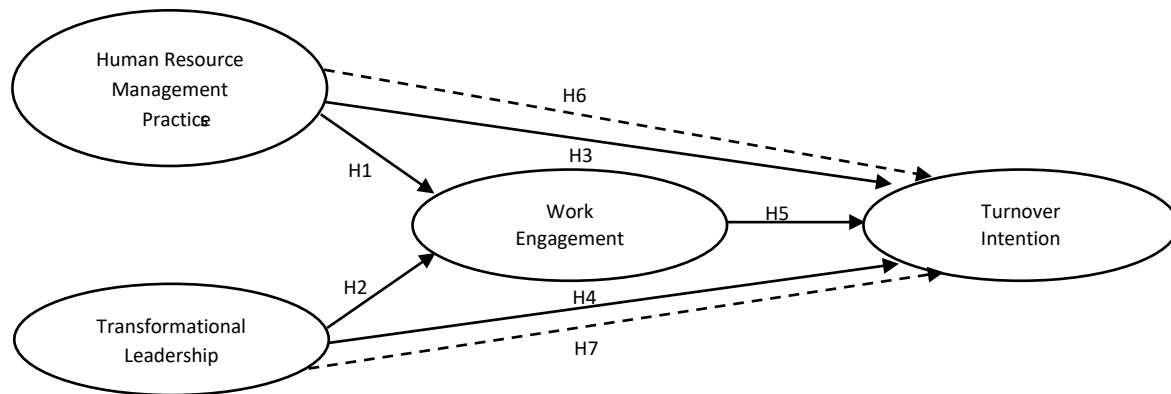 Human Resource
Management
Practice
H6
H3
H1
Work
Engagement
H5
Turnover
Intention
H2
H4
Transformational
Leadership
H7